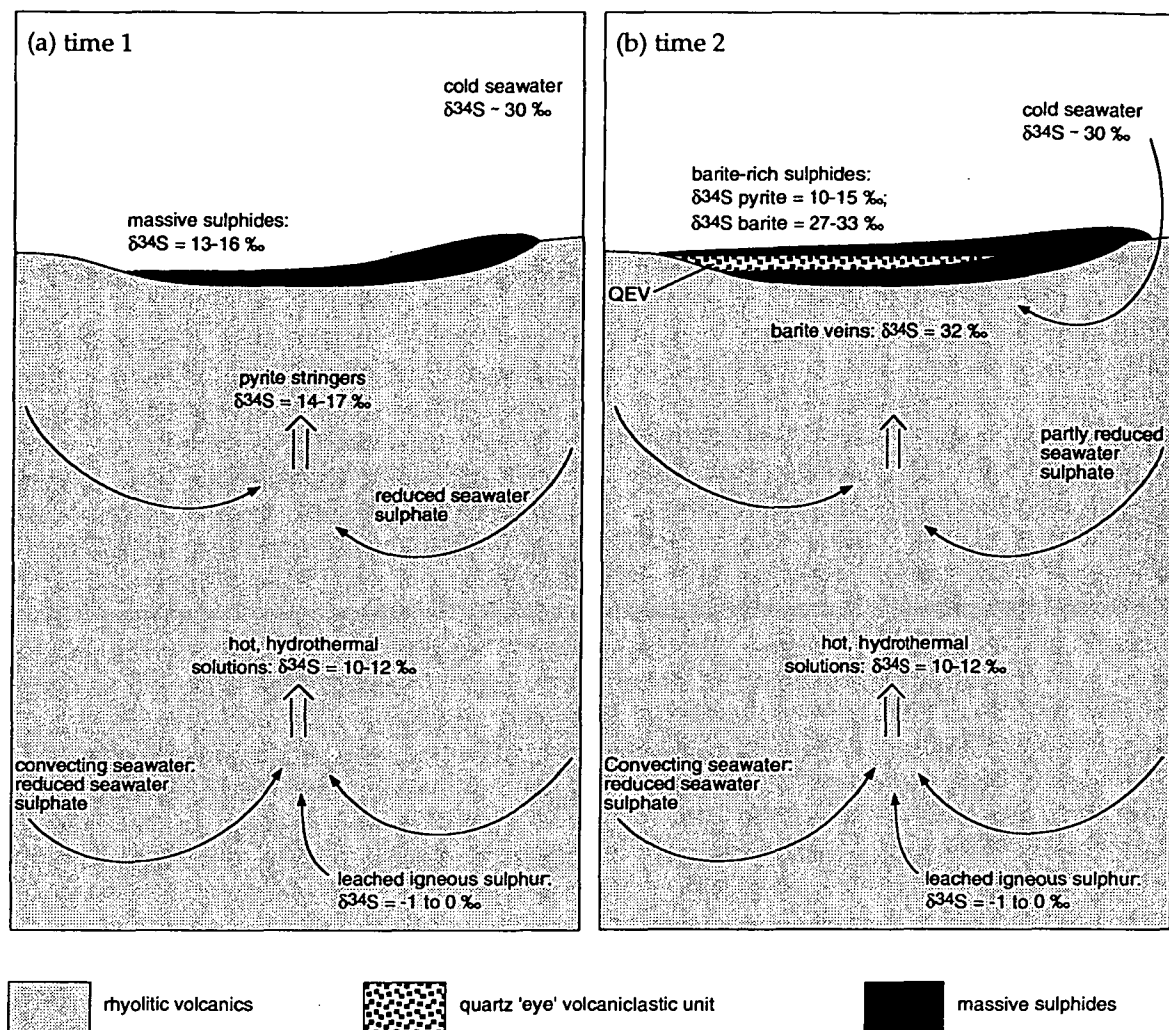 (a) time 1
cold seawater
δ34S ~ 30 ‰
massive sulphides:
δ34S = 13-16 ‰
pyrite stringers
δ34S = 14-17 ‰
reduced seawater
sulphate
hot, hydrothermal
solutions: δ34S = 10-12 ‰
convecting seawater:
reduced seawater
sulphate
leached igneous sulphur:
δ34S = -1 to 0 ‰
(b) time 2
cold seawater
δ34S ~ 30 ‰
barite-rich sulphides:
δ34S pyrite = 10-15 ‰;
δ34S barite = 27-33 ‰
QEV
barite veins: δ34S = 32 ‰
partly reduced
seawater
sulphate
hot, hydrothermal
solutions: δ34S = 10-12 ‰
Convecting seawater:
reduced seawater
sulphate
leached igneous sulphur:
δ34S = -1 to 0 ‰
rhyolitic volcanics
quartz 'eye' volcaniclastic unit
massive sulphides